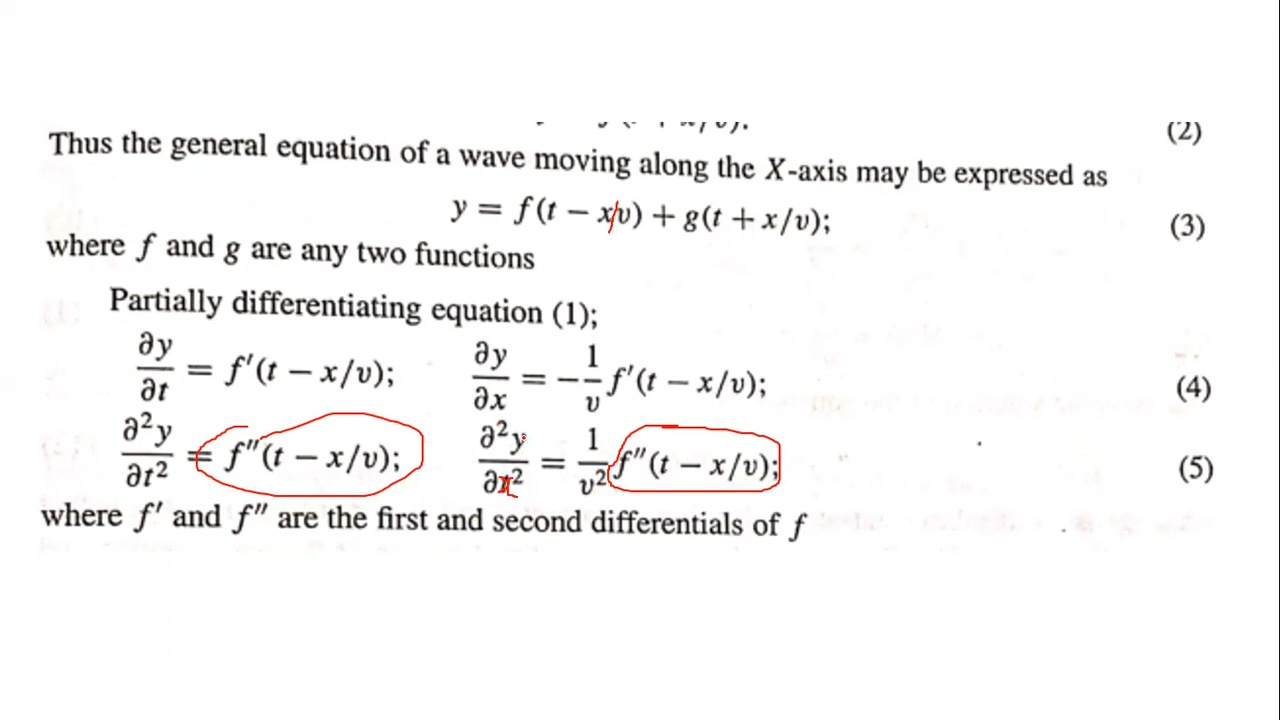 (2)
Thus the general equation of a wave moving along the X-axis may be expressed as
y = f(t − x/v) + g(t + x/v); (3)
where f and g are any two functions
Partially differentiating equation (1);
∂y/∂t = f′(t − x/v); ∂y/∂x = −1/v f′(t − x/v); (4)
∂²y/∂t² = f″(t − x/v); ∂²y/∂x² = 1/v² f″(t − x/v); (5)
where f′ and f″ are the first and second differentials of f